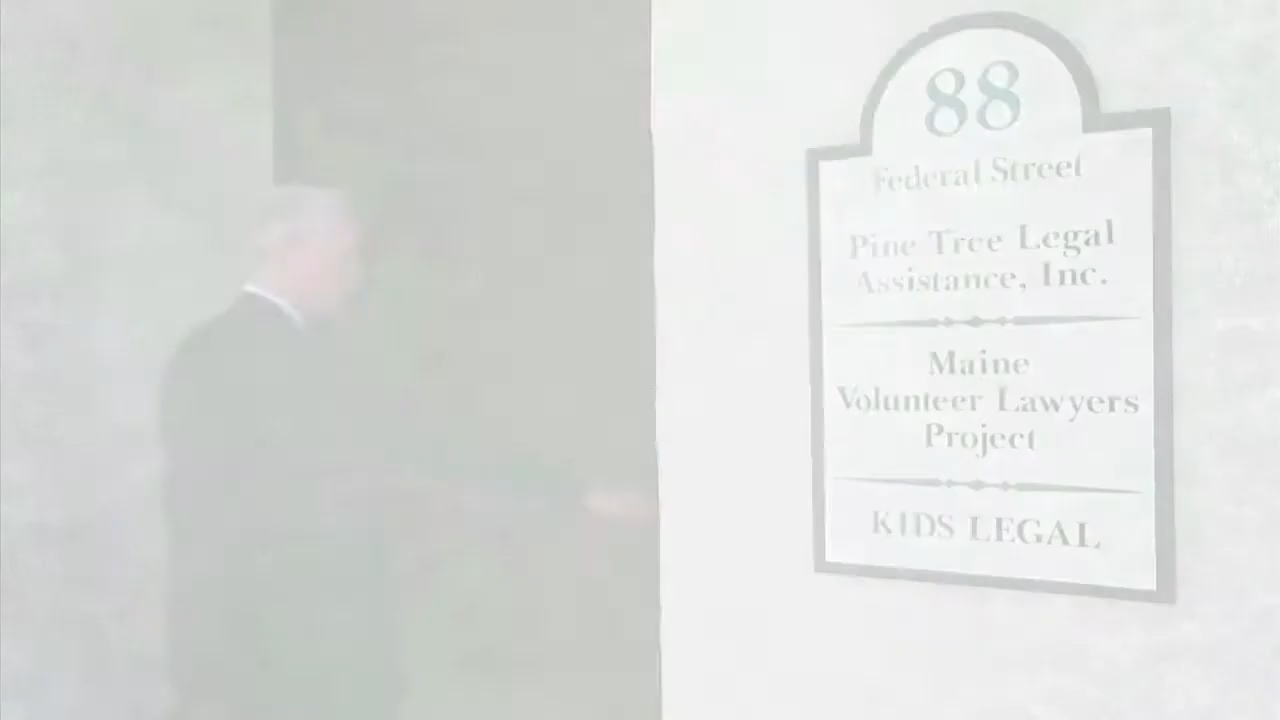 88
Federal Street
Pine Tree Legal
Assistance, Inc.
Maine
Volunteer Lawyers
Project
KIDS LEGAL